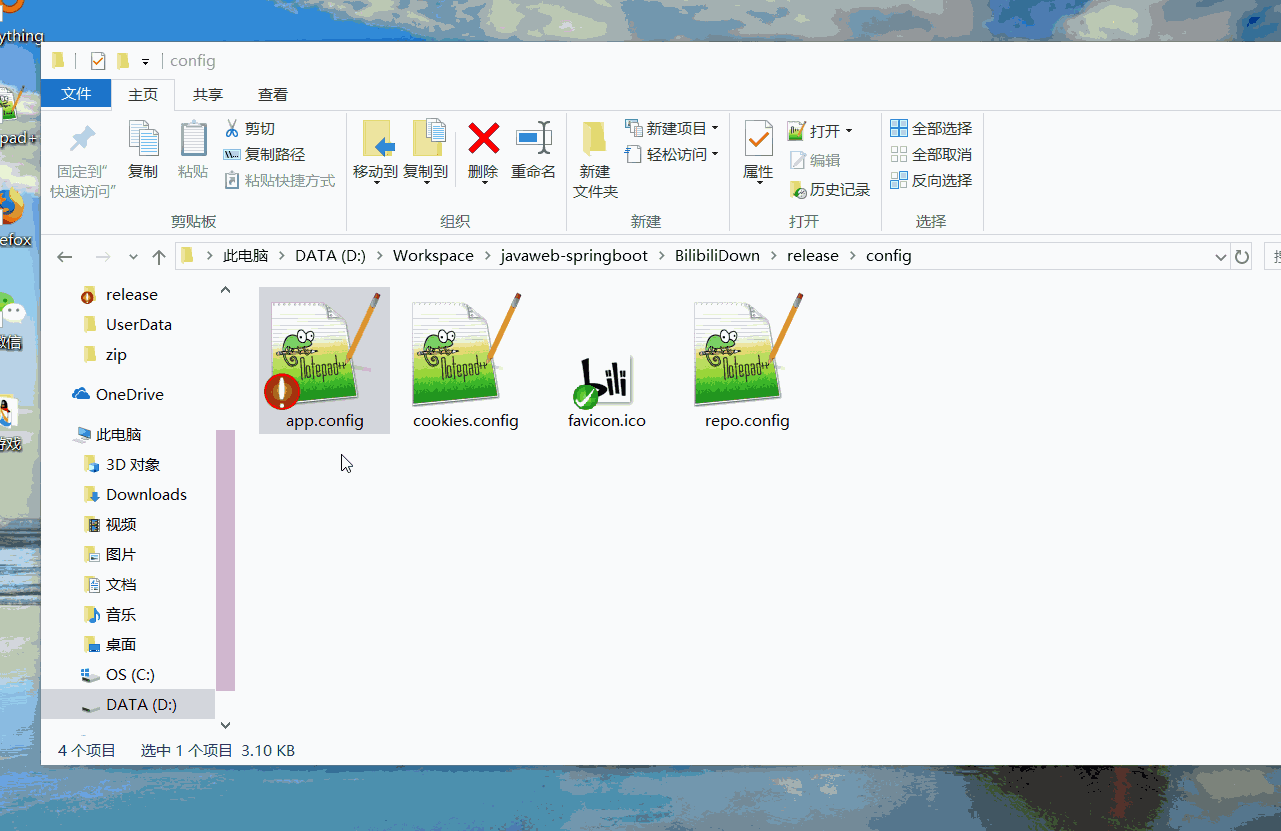 ything
pad+
efox
微信
游戏
config
文件 主页 共享 查看
固定到"
快速访问"
复制
粘贴
剪切
复制路径
粘贴快捷方式
剪贴板
移动到
复制到
删除
重命名
组织
新建
文件夹
新建项目
轻松访问
新建
属性
打开
编辑
历史记录
打开
全部选择
全部取消
反向选择
选择
此电脑 DATA (D:) Workspace javaweb-springboot BilibiliDown release config
release
UserData
zip
OneDrive
此电脑
3D 对象
Downloads
视频
图片
文档
音乐
桌面
OS (C:)
DATA (D:)
Notepad++
app.config
Notepad++
cookies.config
bili
favicon.ico
Notepad++
repo.config
4 个项目 选中 1 个项目 3.10 KB